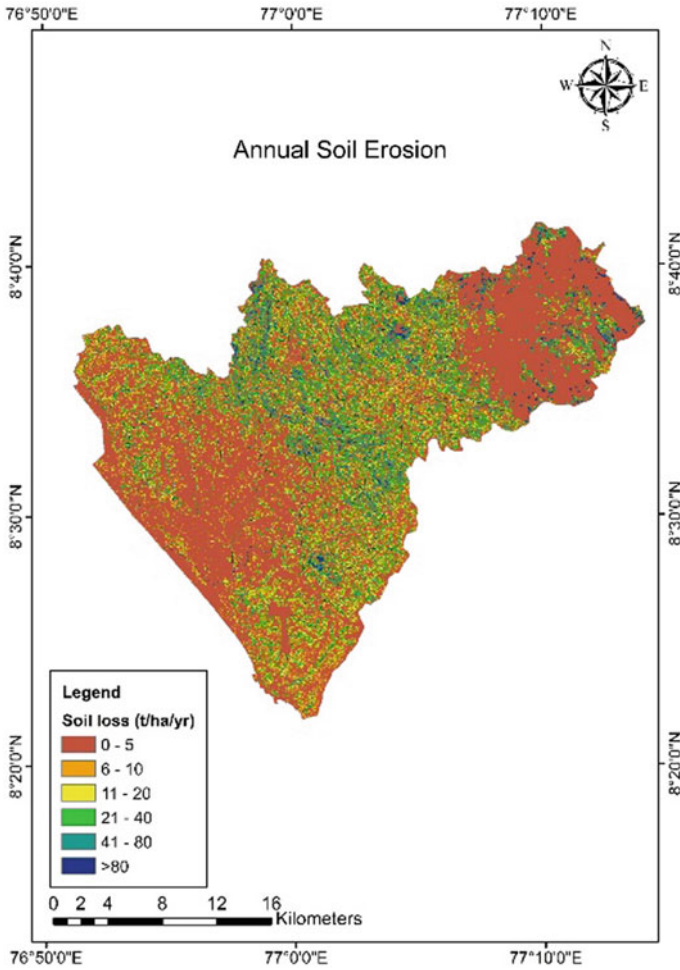 76°50'0"E 77°0'0"E 77°10'0"E
N
W E
S
Annual Soil Erosion
8°40'0"N 8°40'0"N
8°30'0"N 8°30'0"N
Legend
Soil loss (t/ha/yr)
0 - 5
6 - 10
11 - 20
21 - 40
41 - 80
>80
8°20'0"N 8°20'0"N
0 2 4 8 12 16
Kilometers
76°50'0"E 77°0'0"E 77°10'0"E